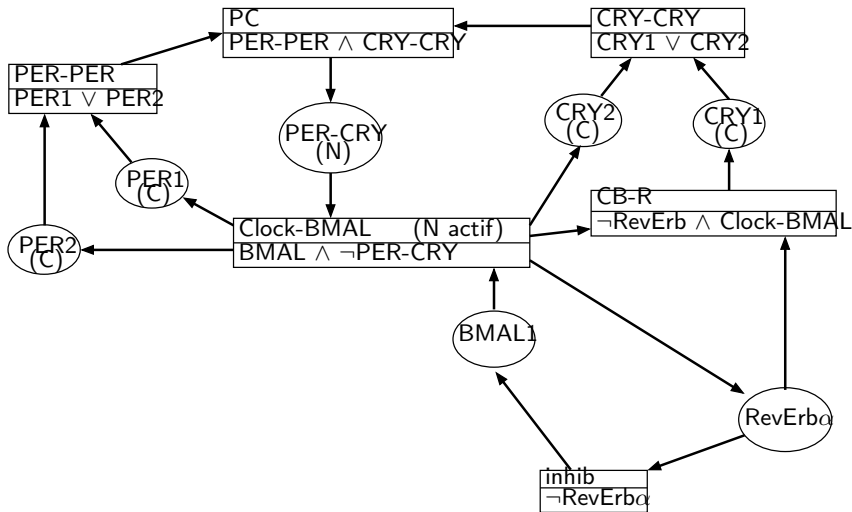 PC
PER-PER ∧ CRY-CRY
CRY-CRY
CRY1 ∨ CRY2
PER-PER
PER1 ∨ PER2
PER-CRY
(N)
CRY2
(C)
CRY1
(C)
PER1
(C)
CB-R
¬RevErb ∧ Clock-BMAL
Clock-BMAL (N actif)
BMAL ∧ ¬PER-CRY
PER2
(C)
BMAL1
RevErbα
inhib
¬RevErbα